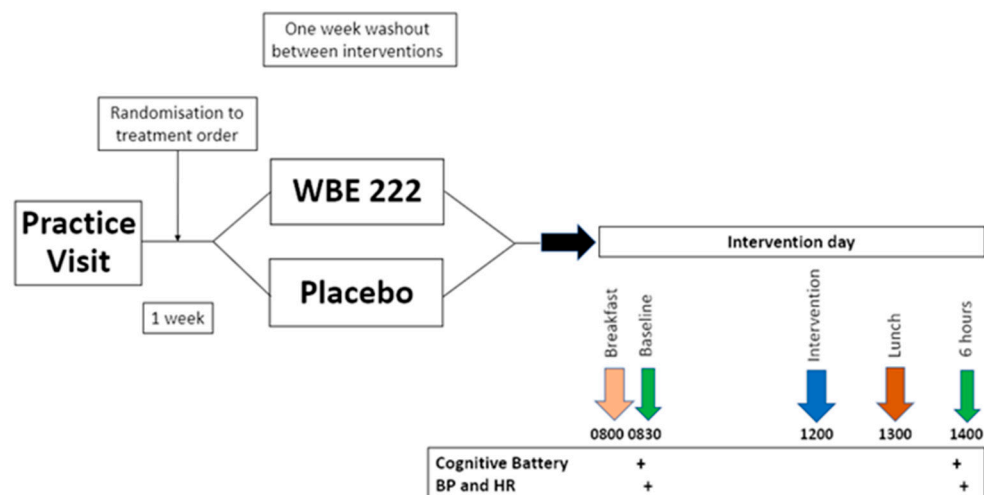 One week washout
between interventions
Randomisation to
treatment order
Practice
Visit
1 week
WBE 222
Placebo
Intervention day
Breakfast
Baseline
Intervention
Lunch
6 hours
0800 0830 1200 1300 1400
Cognitive Battery + +
BP and HR + +